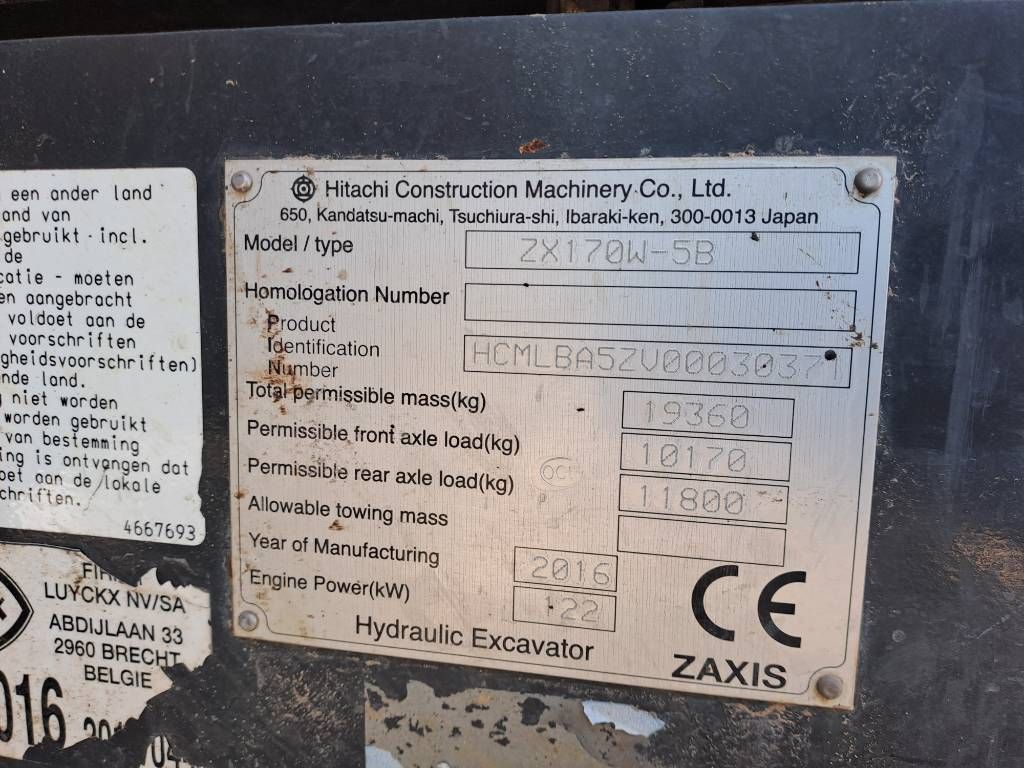 een ander land
and van
gebruikt - incl.
de
catie - moeten
en aangebracht
voldoet aan de
voorschriften
gheidsvoorschriften)
nde land.
niet worden
worden gebruikt
van bestemming
ing is ontvangen dat
oet aan de lokale
chriften.
4667693
LUYCKX NV/SA
ABDIJLAAN 33
2960 BRECHT
BELGIE
016
Hitachi Construction Machinery Co., Ltd.
650, Kandatsu-machi, Tsuchiura-shi, Ibaraki-ken, 300-0013 Japan
Model / type ZX170W-5B
Homologation Number
Product
Identification
Number HCMLBA5ZV00030371
Total permissible mass(kg) 19360
Permissible front axle load(kg) 10170
Permissible rear axle load(kg) 11800
Allowable towing mass
Year of Manufacturing 2016
Engine Power(kW) 122
CE
Hydraulic Excavator
ZAXIS